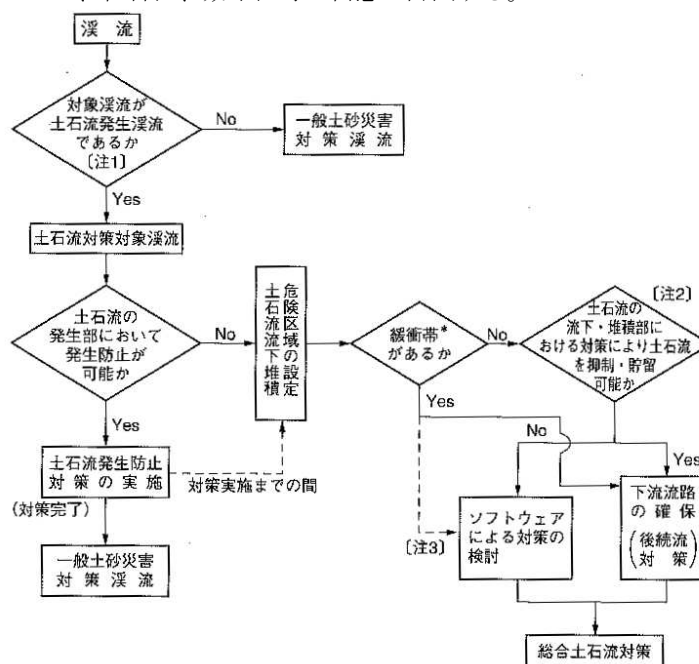 渓流
対象渓流が
土石流発生渓流
であるか
〔注1〕
No
一般土砂災害
対策渓流
Yes
土石流対策対象渓流
土石流の
発生部において
発生防止が
可能か
No
土石流流下堆積
危険区域の設定
緩衝帯*
があるか
No
〔注2〕
土石流の
流下・堆積部に
おける対策により土石流
を抑制・貯留
可能か
Yes
Yes
No
Yes
土石流発生防止
対策の実施
対策実施までの間
(対策完了)
一般土砂災害
対策渓流
〔注3〕
ソフトウェア
による対策の
検討
下流流路
の確保
(後続流
対策)
総合土石流対策